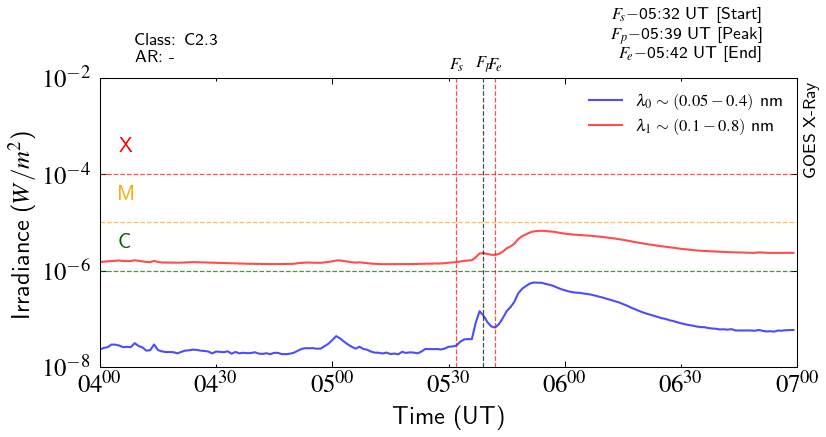 Class: C2.3
AR: -
F_s−05:32 UT [Start]
F_p−05:39 UT [Peak]
F_e−05:42 UT [End]
F_s F_p F_e
10^{−2}
10^{−4}
10^{−6}
10^{−8}
Irradiance (W/m^2)
X
M
C
λ_0 ∼ (0.05 − 0.4) nm
λ_1 ∼ (0.1 − 0.8) nm
GOES X-Ray
04^{00} 04^{30} 05^{00} 05^{30} 06^{00} 06^{30} 07^{00}
Time (UT)